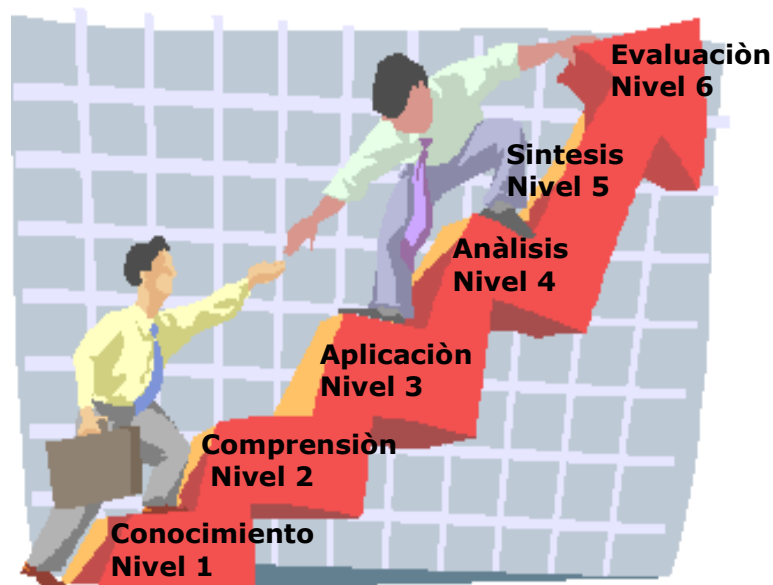 Evaluaciòn
Nivel 6
Sintesis
Nivel 5
Anàlisis
Nivel 4
Aplicaciòn
Nivel 3
Comprensiòn
Nivel 2
Conocimiento
Nivel 1